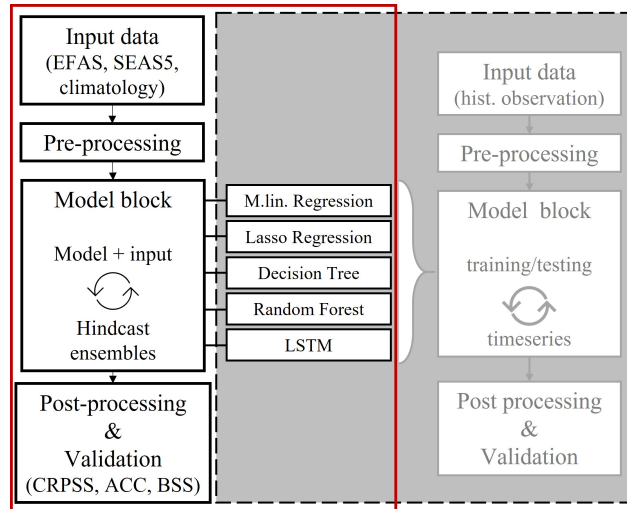 Input data
(EFAS, SEAS5,
climatology)
Pre-processing
Model block
Model + input
Hindcast
ensembles
Post-processing
&
Validation
(CRPSS, ACC, BSS)
M.lin. Regression
Lasso Regression
Decision Tree
Random Forest
LSTM
Input data
(hist. observation)
Pre-processing
Model block
training/testing
timeseries
Post processing
&
Validation